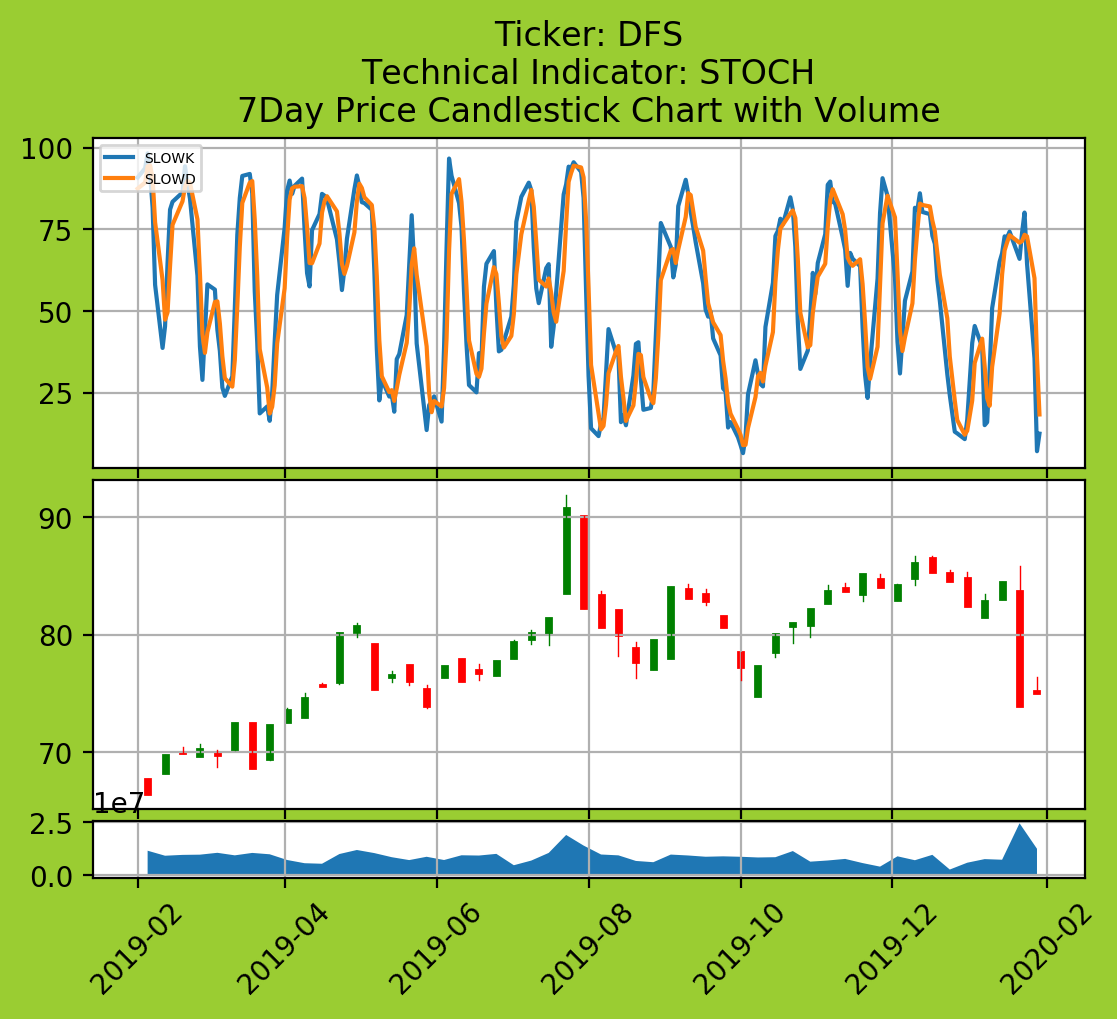 Ticker: DFS
Technical Indicator: STOCH
7Day Price Candlestick Chart with Volume
100
75
50
25
SLOWK
SLOWD
90
80
70
1e7
2.5
0.0
2019-02
2019-04
2019-06
2019-08
2019-10
2019-12
2020-02